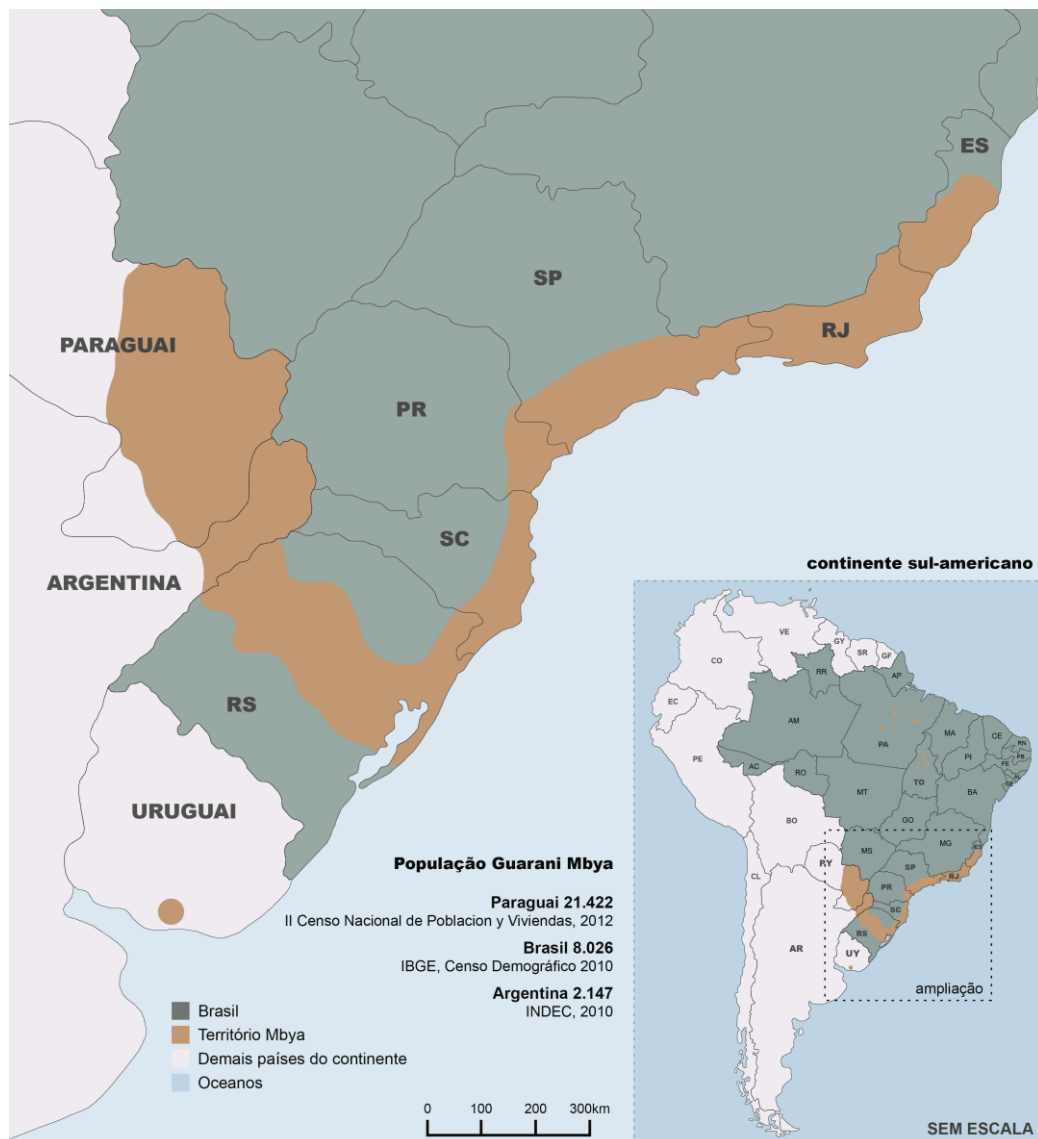 ES
SP
RJ
PARAGUAI
PR
SC
ARGENTINA
RS
URUGUAI
População Guarani Mbya
Paraguai 21.422
II Censo Nacional de Poblacion y Viviendas, 2012
Brasil 8.026
IBGE, Censo Demográfico 2010
Argentina 2.147
INDEC, 2010
Brasil
Território Mbya
Demais países do continente
Oceanos
0 100 200 300km
continente sul-americano
VE
GY
SR
GF
CO
RR
AP
EC
AM
PA
MA
CE
RN
PB
PI
PE
AL
SE
PE
AC
RO
TO
BA
MT
BO
GO
MG
ES
MS
PY
SP
RJ
CL
PR
SC
RS
AR
UY
ampliação
SEM ESCALA